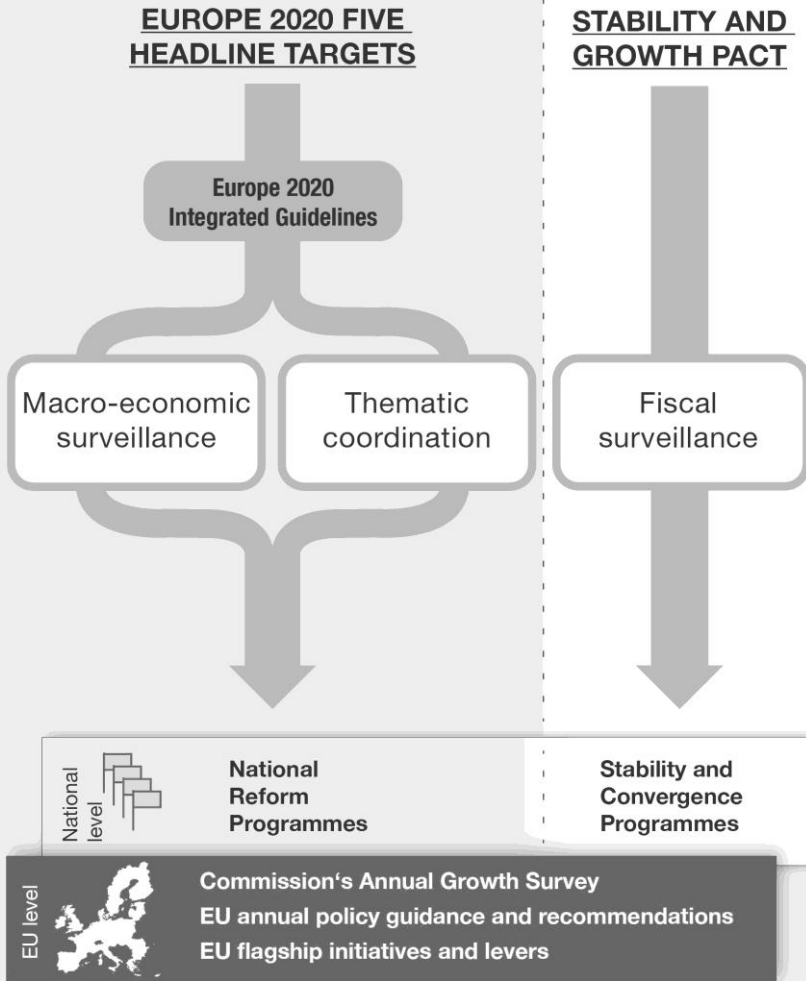 EUROPE 2020 FIVE
HEADLINE TARGETS
STABILITY AND
GROWTH PACT
Europe 2020
Integrated Guidelines
Macro-economic
surveillance
Thematic
coordination
Fiscal
surveillance
National
level
National
Reform
Programmes
Stability and
Convergence
Programmes
EU level
Commission‘s Annual Growth Survey
EU annual policy guidance and recommendations
EU flagship initiatives and levers